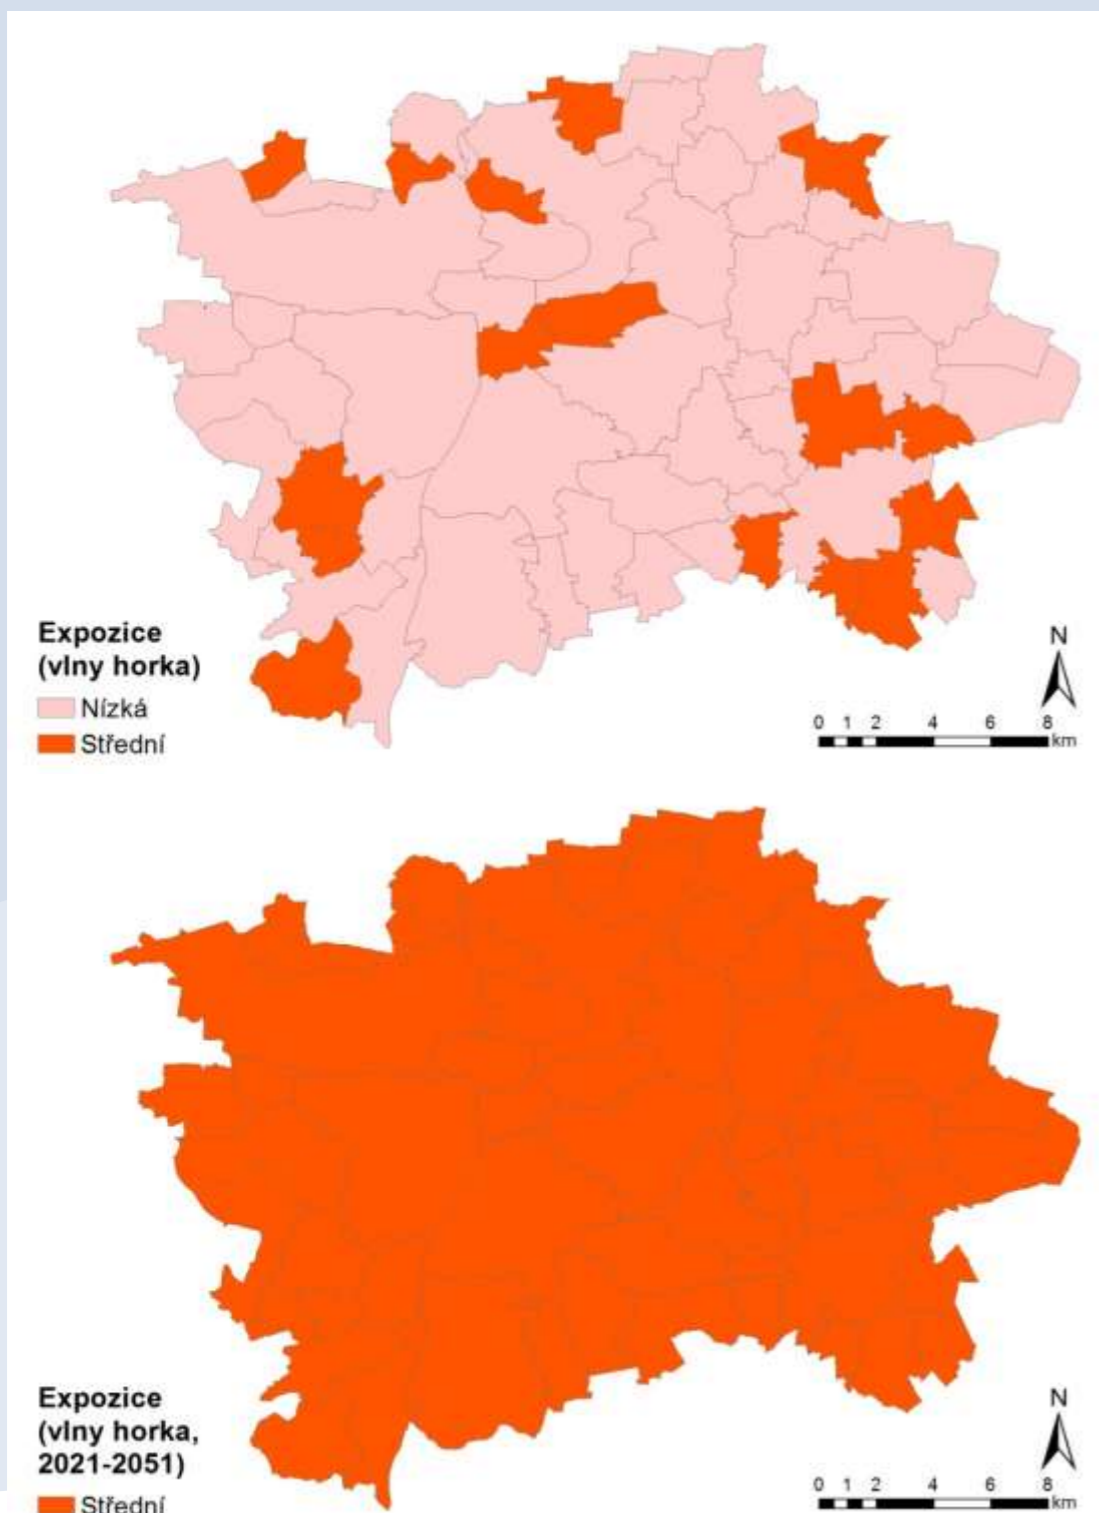 Expozice
(vlny horka)
Nízká
Střední
N
0 1 2 4 6 8
km
Expozice
(vlny horka,
2021-2051)
Střední
N
0 1 2 4 6 8
km